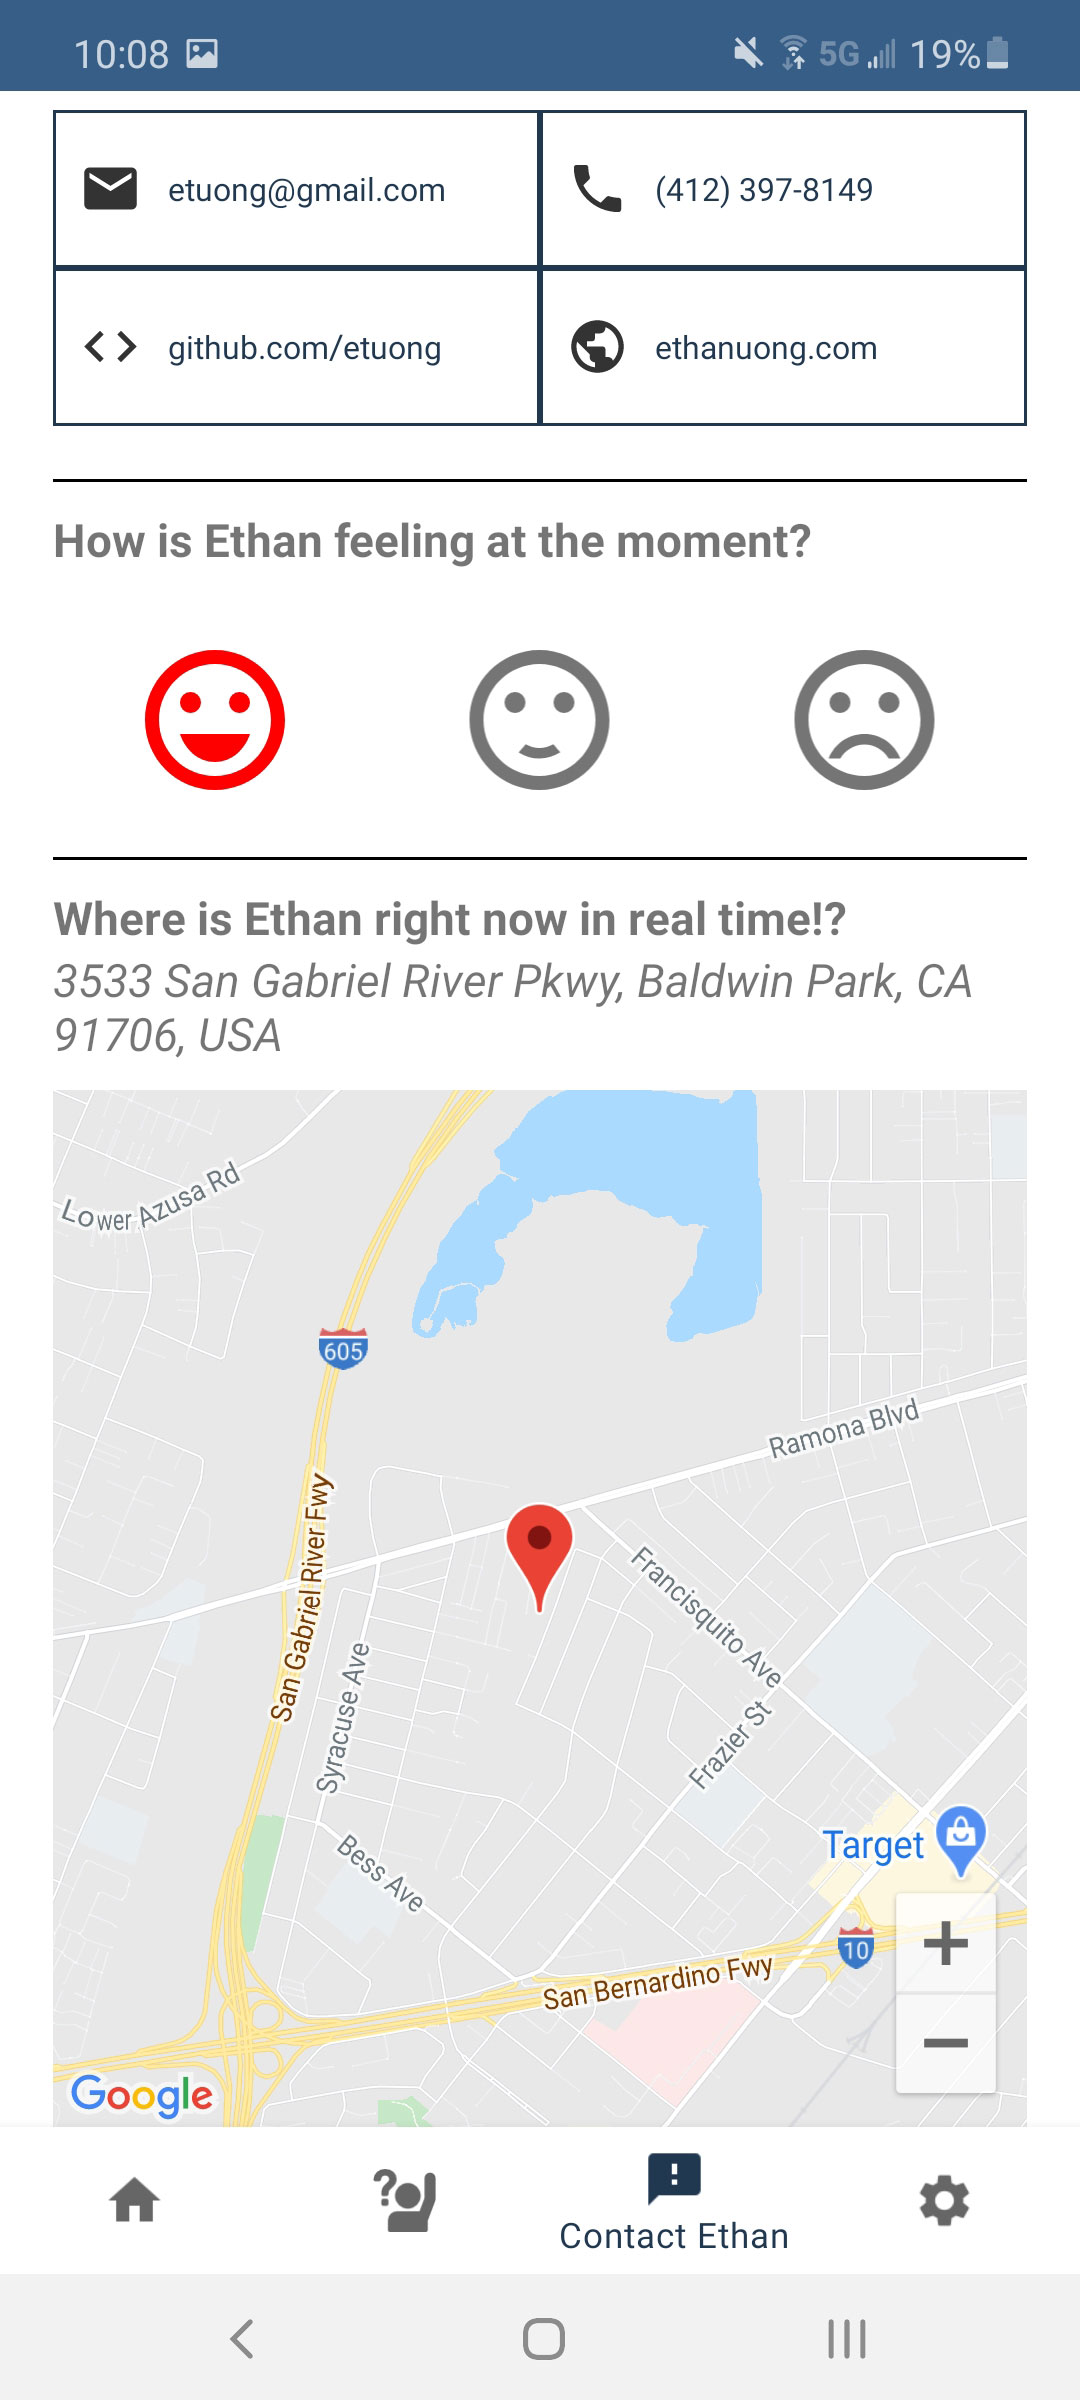 10:08 5G 19%
etuong@gmail.com (412) 397-8149
github.com/etuong ethanuong.com
How is Ethan feeling at the moment?
Where is Ethan right now in real time!?
3533 San Gabriel River Pkwy, Baldwin Park, CA
91706, USA
Lower Azusa Rd
605
Ramona Blvd
San Gabriel River Fwy
Francisquito Ave
Syracuse Ave
Frazier St
Target
Bess Ave
10
San Bernardino Fwy
+
−
Google
Contact Ethan